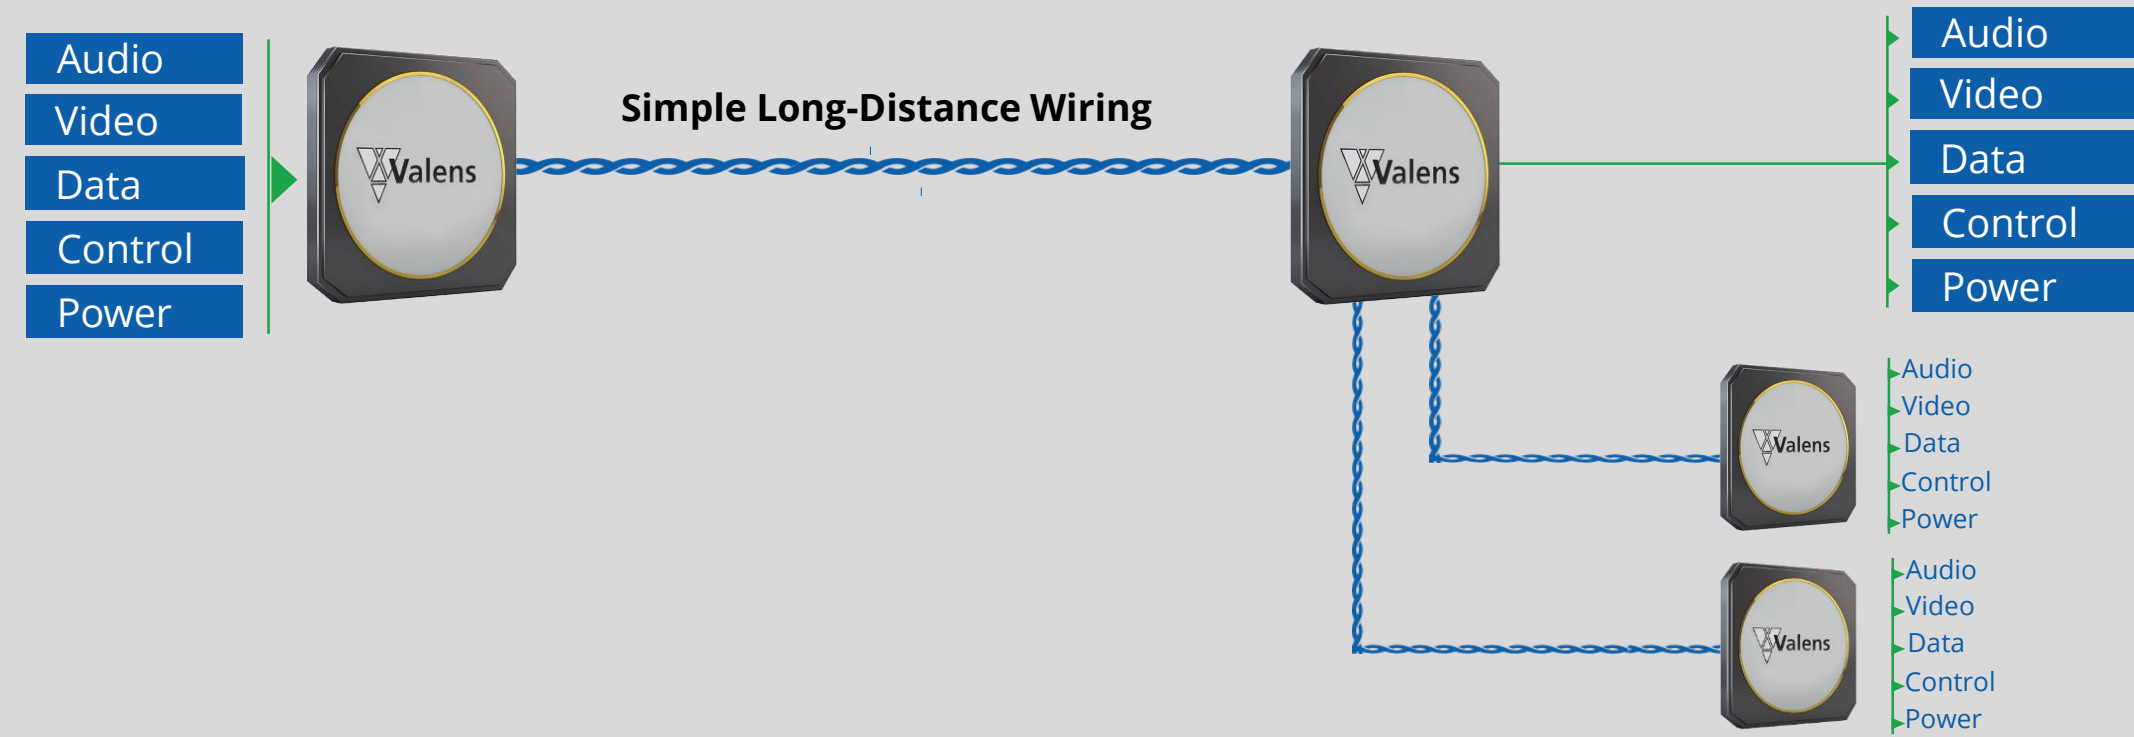 Audio
Video
Data
Control
Power
Valens
Simple Long-Distance Wiring
Valens
Audio
Video
Data
Control
Power
Valens
Audio
Video
Data
Control
Power
Valens
Audio
Video
Data
Control
Power